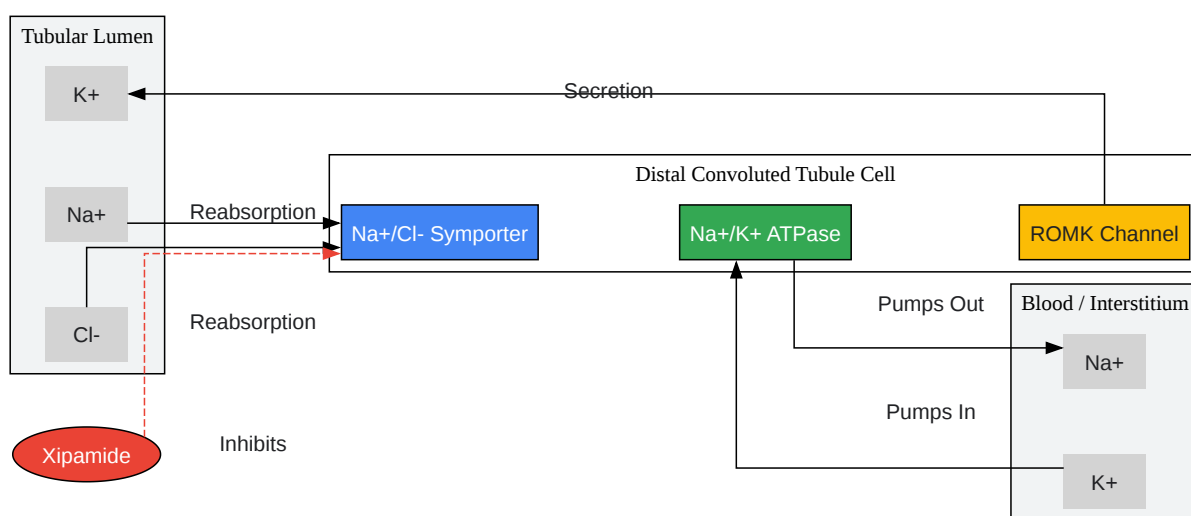 Tubular Lumen
K+
Secretion
Distal Convoluted Tubule Cell
Na+
Reabsorption
Na+/Cl- Symporter
Na+/K+ ATPase
ROMK Channel
Pumps Out
Blood / Interstitium
Cl-
Reabsorption
Na+
Pumps In
Xipamide
Inhibits
K+